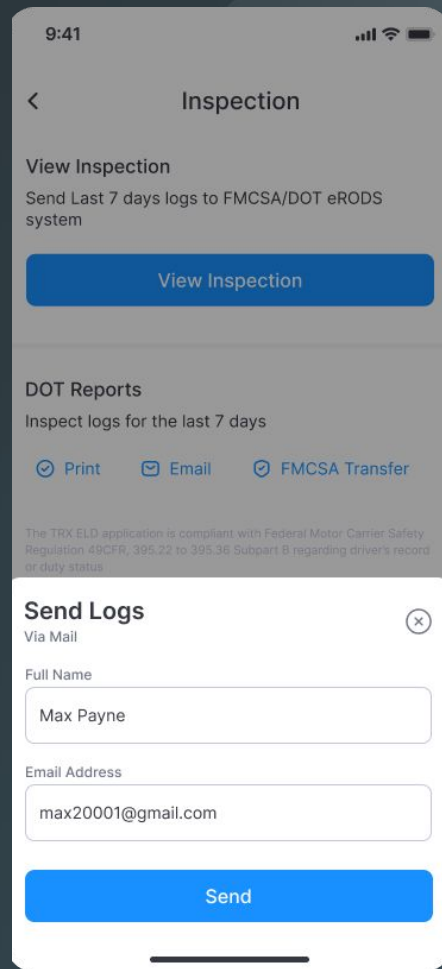 9:41
Inspection
View Inspection
Send Last 7 days logs to FMCSA/DOT eRODS
system
View Inspection
DOT Reports
Inspect logs for the last 7 days
Print Email FMCSA Transfer
The TRX ELD application is compliant with Federal Motor Carrier Safety
Regulation 49CFR, 395.22 to 395.36 Subpart B regarding driver's record
or duty status
Send Logs
Via Mail
Full Name
Max Payne
Email Address
max20001@gmail.com
Send